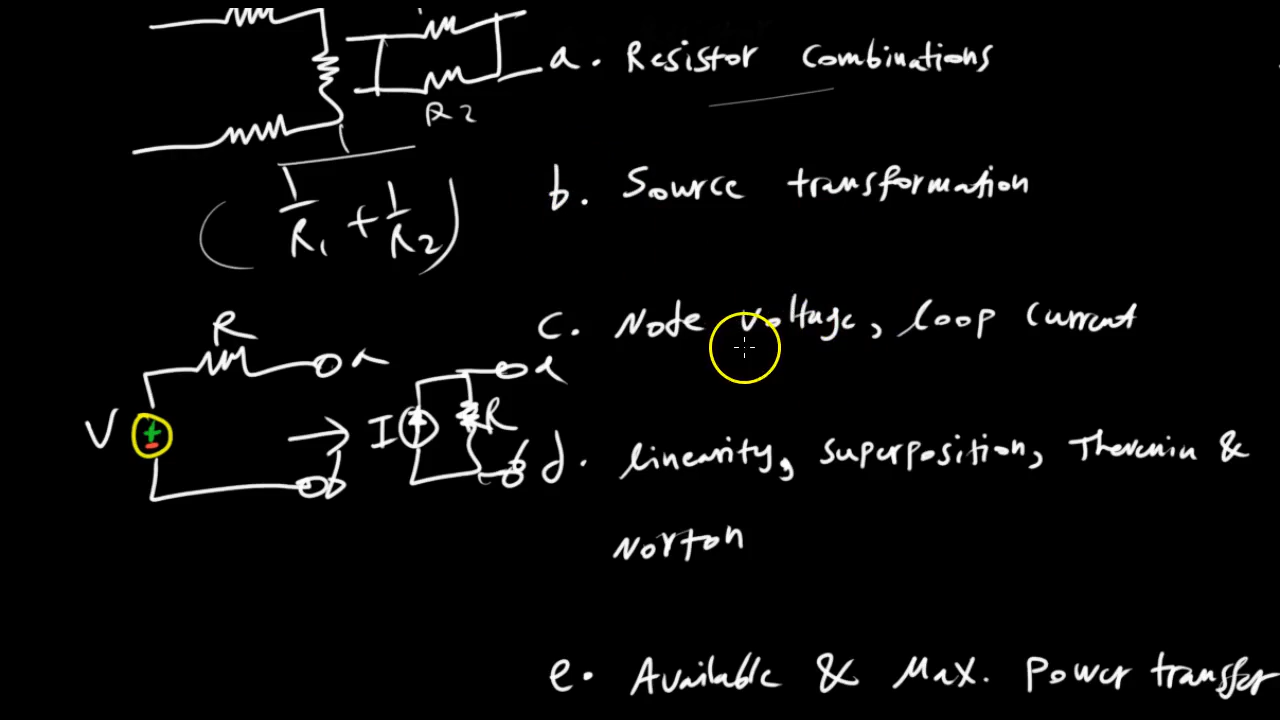 a. Resistor Combinations
R2
b. Source transformation
( 1/R1 + 1/R2 )
c. Note Voltage, loop current
R
a
a
V
+
-
I
R
b
b
d. linearity, superposition, Thevenin &
Norton
e. Available & Max. Power transfer